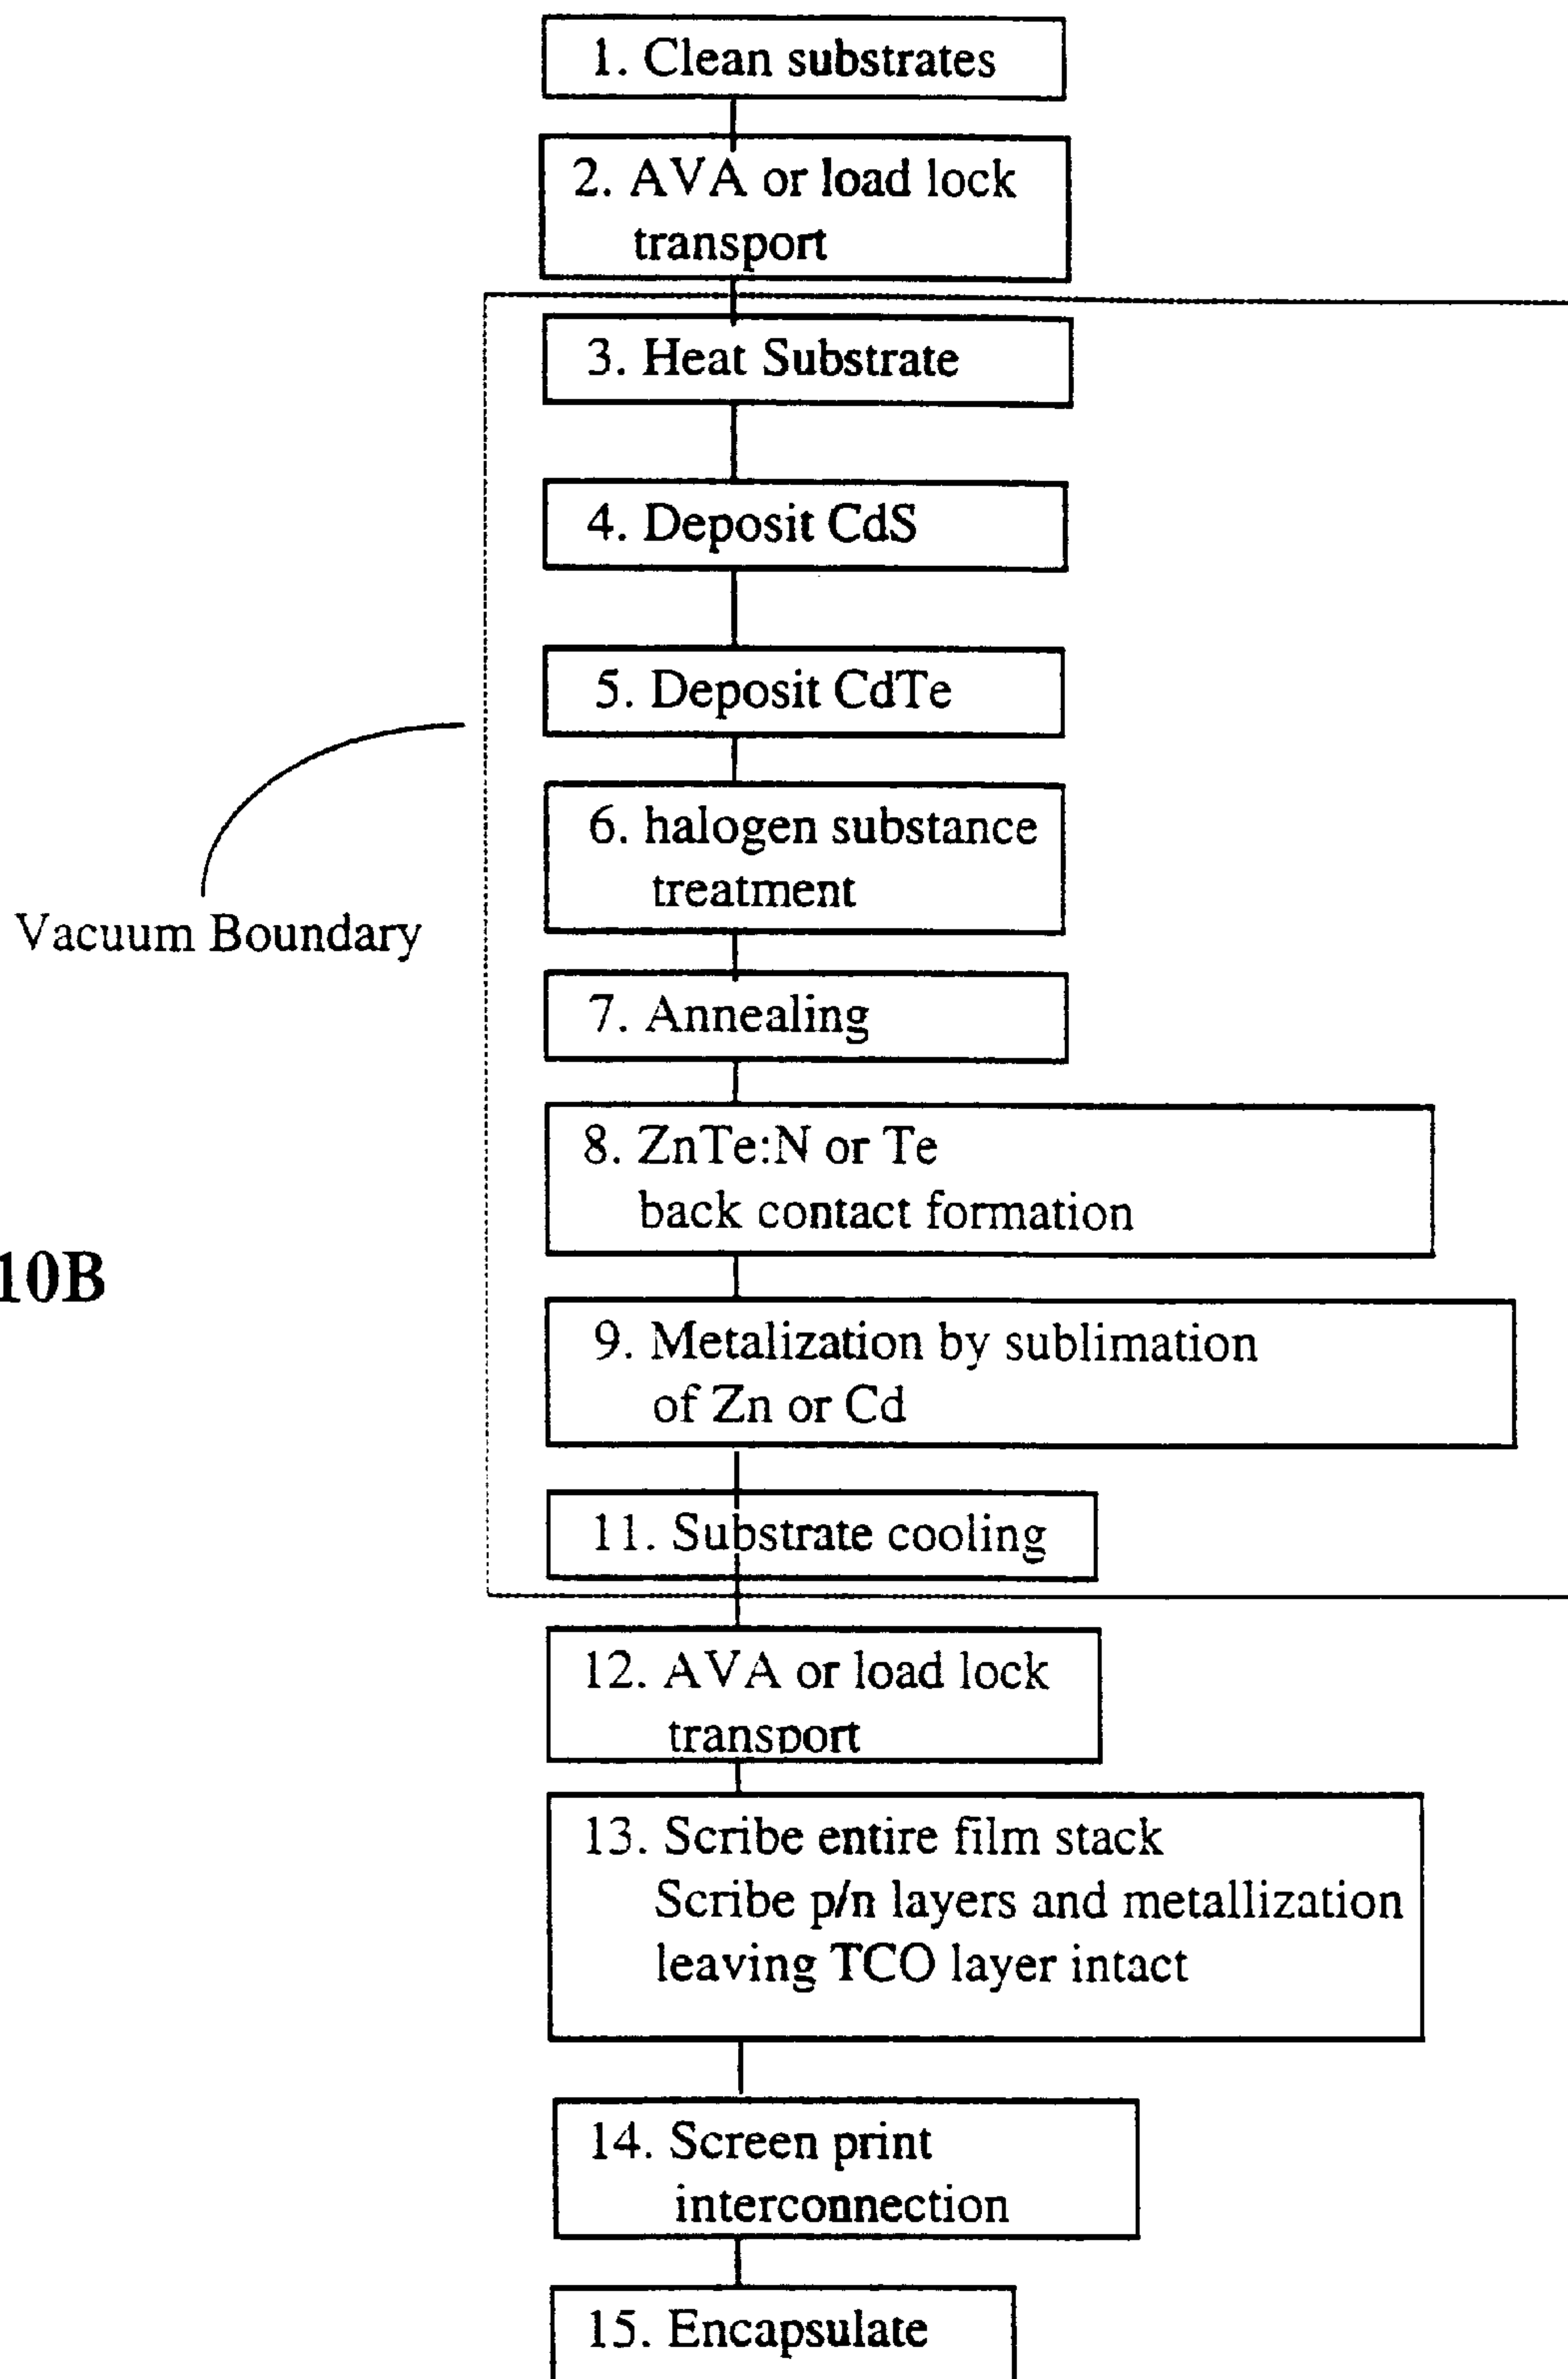 1. Clean substrates
2. AVA or load lock
transport
3. Heat Substrate
4. Deposit CdS
5. Deposit CdTe
6. halogen substance
treatment
Vacuum Boundary
7. Annealing
8. ZnTe:N or Te
back contact formation
10B
9. Metalization by sublimation
of Zn or Cd
11. Substrate cooling
12. AVA or load lock
transport
13. Scribe entire film stack
Scribe p/n layers and metallization
leaving TCO layer intact
14. Screen print
interconnection
15. Encapsulate